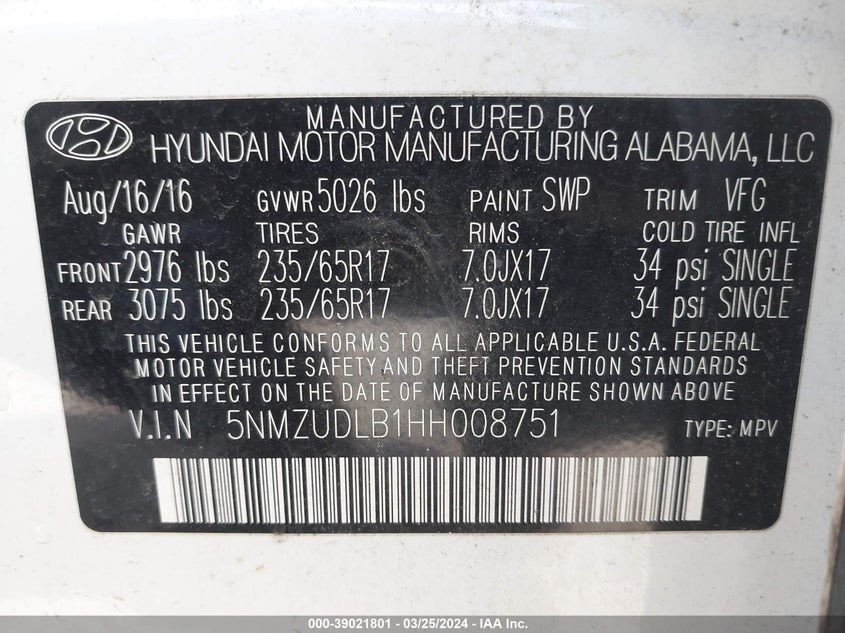 MANUFACTURED BY
HYUNDAI MOTOR MANUFACTURING ALABAMA, LLC
Aug/16/16 GVWR 5026 lbs PAINT SWP TRIM VFG
GAWR TIRES RIMS COLD TIRE INFL
FRONT 2976 lbs 235/65R17 7.0JX17 34 psi SINGLE
REAR 3075 lbs 235/65R17 7.0JX17 34 psi SINGLE
THIS VEHICLE CONFORMS TO ALL APPLICABLE U.S.A. FEDERAL
MOTOR VEHICLE SAFETY AND THEFT PREVENTION STANDARDS
IN EFFECT ON THE DATE OF MANUFACTURE SHOWN ABOVE
V.I.N 5NMZUDLB1HH008751 TYPE: MPV
000-39021801 - 03/25/2024 - IAA Inc.